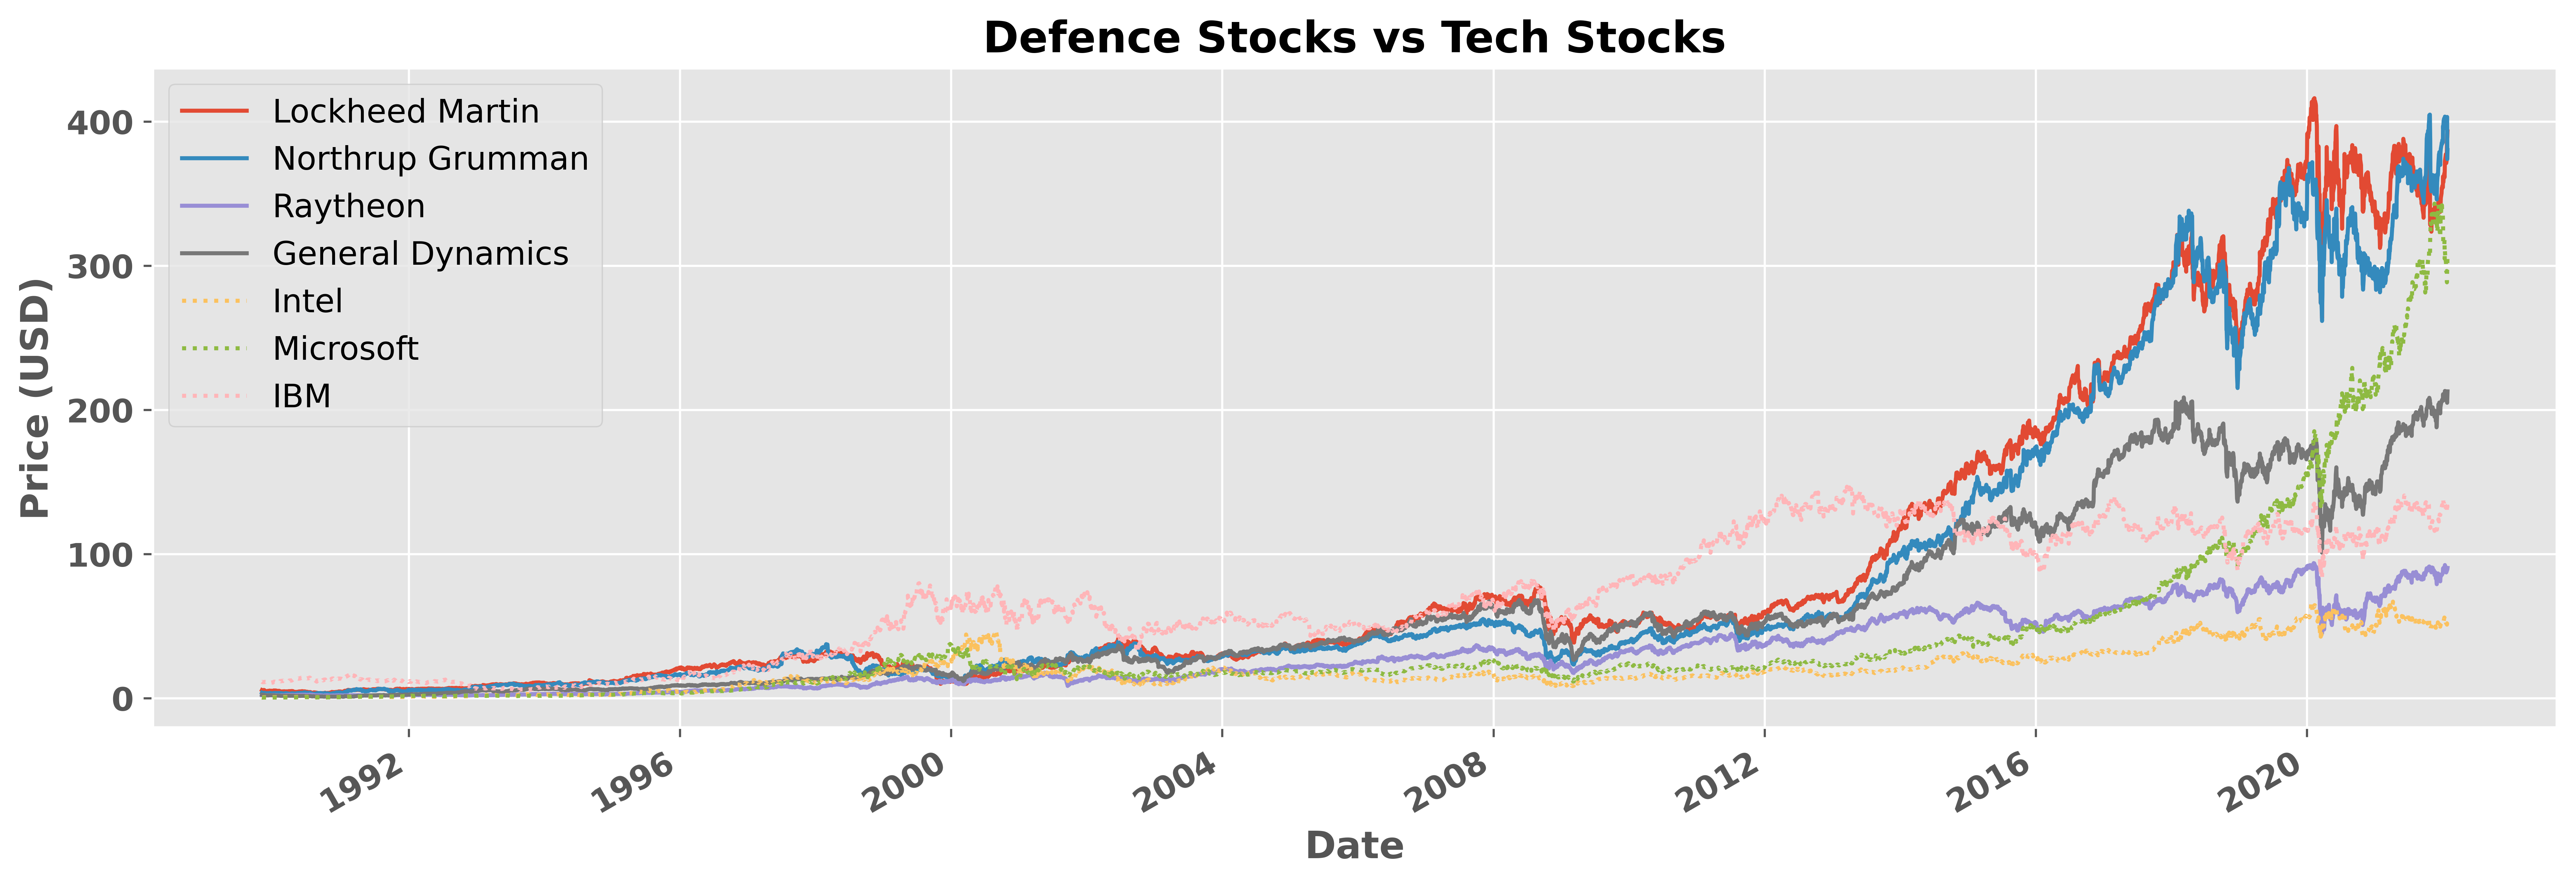 Defence Stocks vs Tech Stocks
Lockheed Martin
Northrup Grumman
Raytheon
General Dynamics
Intel
Microsoft
IBM
Price (USD)
400
300
200
100
0
1992
1996
2000
2004
2008
2012
2016
2020
Date